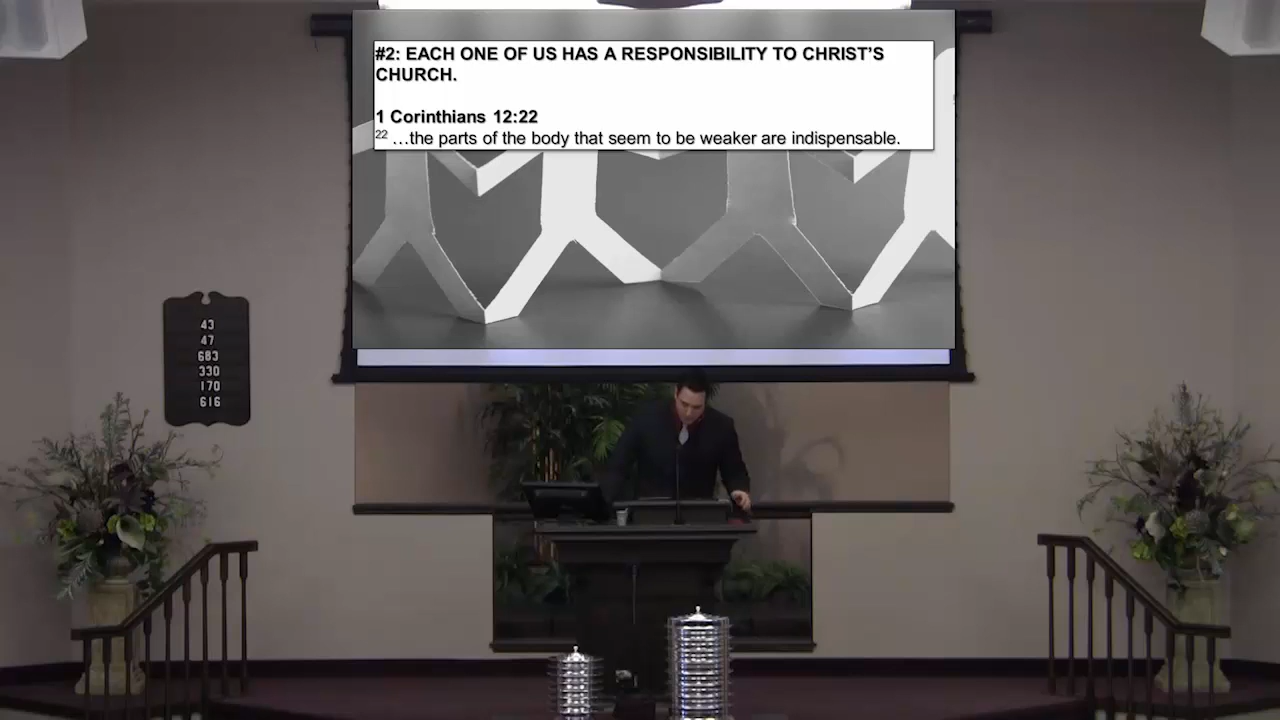 #2: EACH ONE OF US HAS A RESPONSIBILITY TO CHRIST'S
CHURCH.
1 Corinthians 12:22
22 …the parts of the body that seem to be weaker are indispensable.
43
47
683
330
170
616